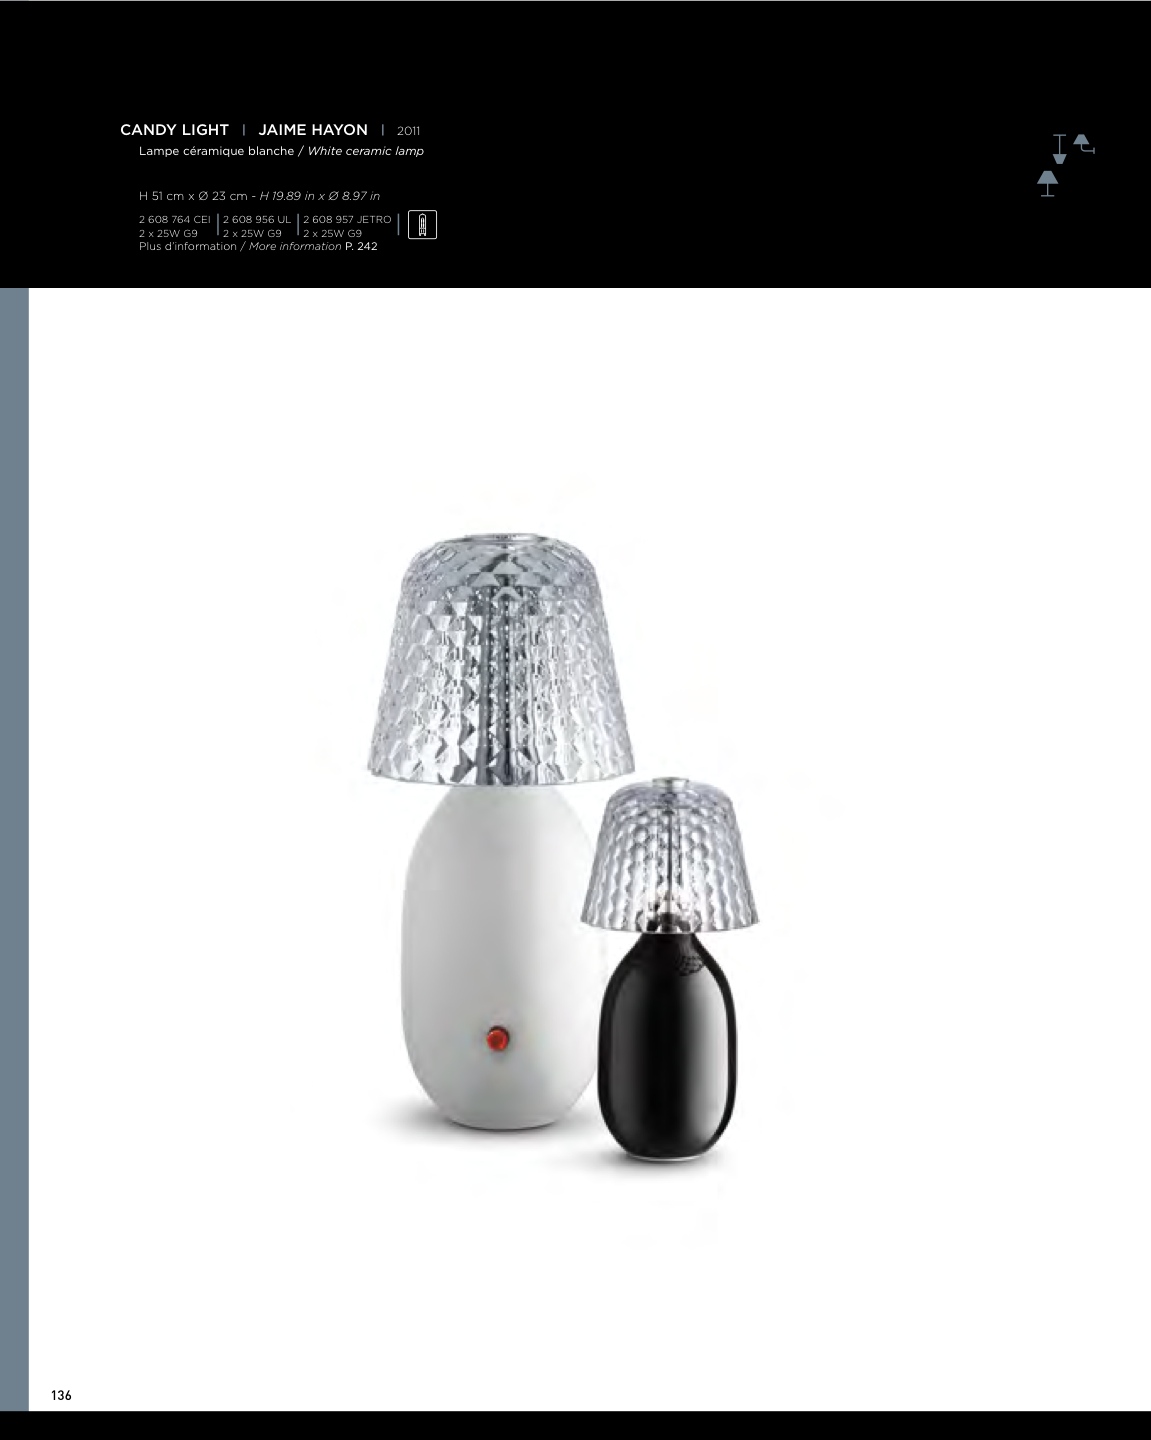 CANDY LIGHT | JAIME HAYON | 2011
Lampe céramique blanche / White ceramic lamp
H 51 cm x Ø 23 cm - H 19.89 in x Ø 8.97 in
2 608 764 CEI | 2 608 956 UL | 2 608 957 JETRO |
2 x 25W G9 2 x 25W G9 2 x 25W G9
Plus d'information / More information P. 242
136